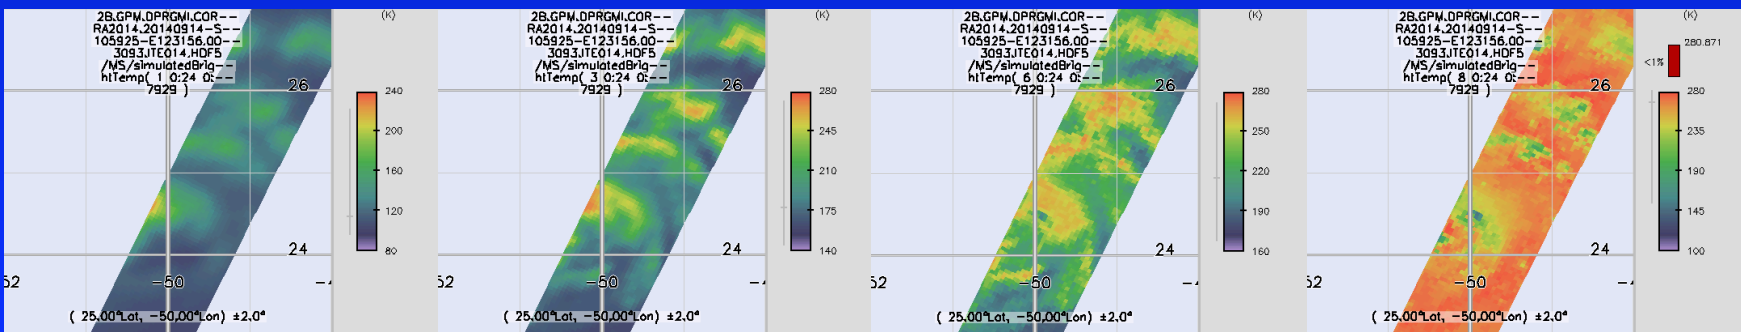 2B.GPM.DPRGMI.COR--
RA2014.20140914-S--
105925-E123156.00--
3093.ITE014.HDF5
/MS/simulatedBrig--
htTemp( 1 0:24 0:--
7929 )
(K)
240
200
160
120
80
26
24
52
-50
( 25.00°Lat, -50.00°Lon) ±2.0°
2B.GPM.DPRGMI.COR--
RA2014.20140914-S--
105925-E123156.00--
3093.ITE014.HDF5
/MS/simulatedBrig--
htTemp( 3 0:24 0:--
7929 )
(K)
280
245
210
175
140
26
24
52
-50
-4
( 25.00°Lat, -50.00°Lon) ±2.0°
2B.GPM.DPRGMI.COR--
RA2014.20140914-S--
105925-E123156.00--
3093.ITE014.HDF5
/MS/simulatedBrig--
htTemp( 6 0:24 0:--
7929 )
(K)
280
250
220
190
160
26
24
52
-50
-4
( 25.00°Lat, -50.00°Lon) ±2.0°
2B.GPM.DPRGMI.COR--
RA2014.20140914-S--
105925-E123156.00--
3093.ITE014.HDF5
/MS/simulatedBrig--
htTemp( 8 0:24 0:--
7929 )
(K)
280.871
<1%
280
235
190
145
100
26
24
52
-50
-4
( 25.00°Lat, -50.00°Lon) ±2.0°